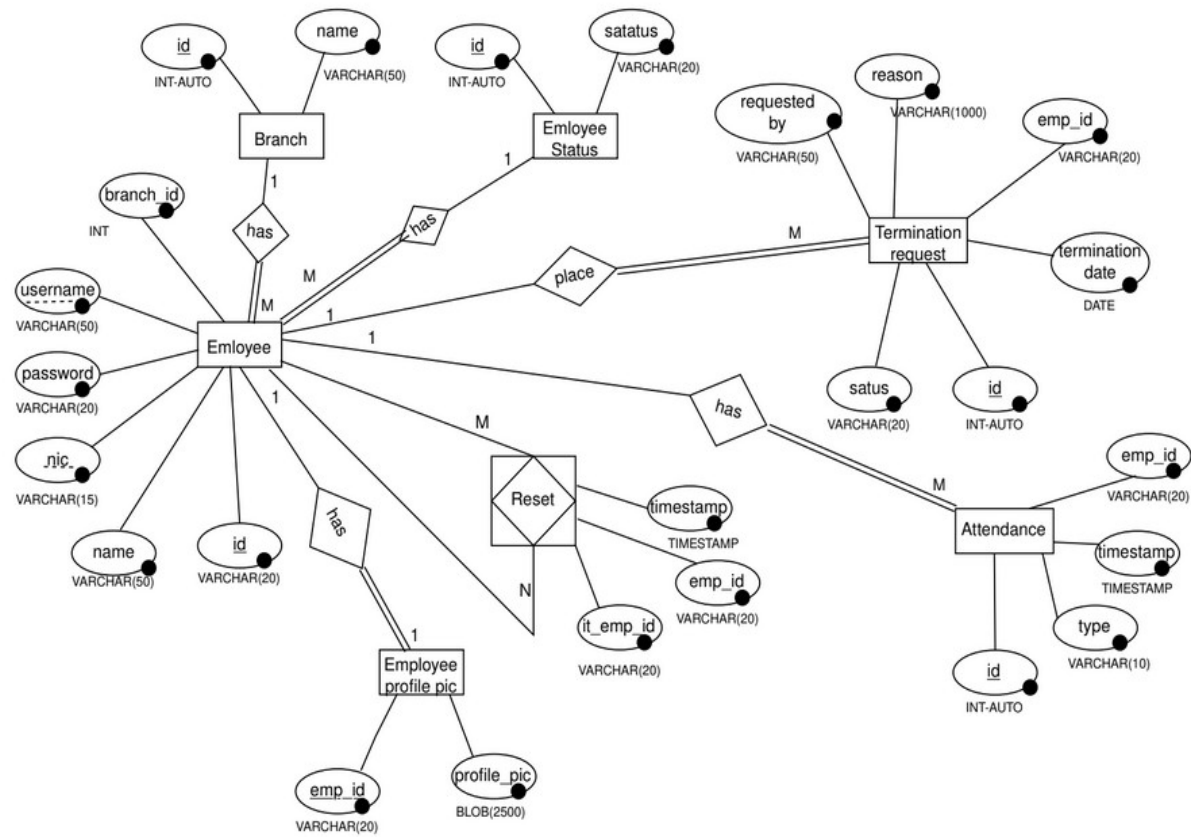 id
INT-AUTO
name
VARCHAR(50)
Branch
id
INT-AUTO
satatus
VARCHAR(20)
Emloyee
Status
requested
by
VARCHAR(50)
reason
VARCHAR(1000)
emp_id
VARCHAR(20)
1
1
branch_id
INT
has
has
M
M
place
M
Termination
request
termination
date
DATE
username
VARCHAR(50)
1
1
Emloyee
password
VARCHAR(20)
1
M
has
satus
VARCHAR(20)
id
INT-AUTO
nic
VARCHAR(15)
name
VARCHAR(50)
id
VARCHAR(20)
has
Reset
N
timestamp
TIMESTAMP
emp_id
VARCHAR(20)
it_emp_id
VARCHAR(20)
M
Attendance
emp_id
VARCHAR(20)
timestamp
TIMESTAMP
type
VARCHAR(10)
id
INT-AUTO
1
Employee
profile pic
emp_id
VARCHAR(20)
profile_pic
BLOB(2500)